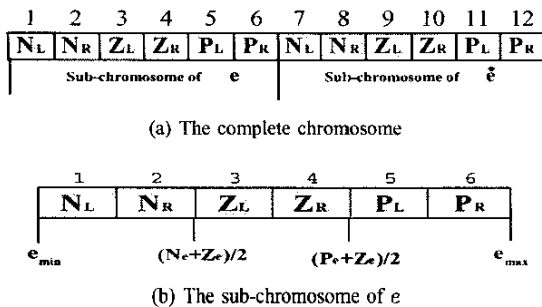 1 2 3 4 5 6 7 8 9 10 11 12
NL NR ZL ZR PL PR NL NR ZL ZR PL PR
Sub-chromosome of e Sub-chromosome of ė
(a) The complete chromosome
1 2 3 4 5 6
NL NR ZL ZR PL PR
emin (Ne+Ze)/2 (Pe+Ze)/2 emax
(b) The sub-chromosome of e